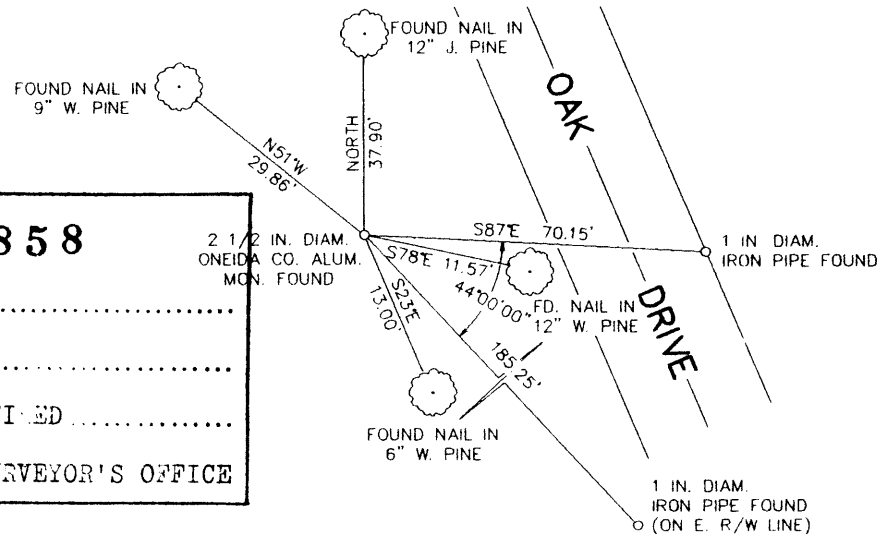 FOUND NAIL IN
12" J. PINE
FOUND NAIL IN
9" W. PINE
OAK
DRIVE
N51°W
29.86'
NORTH
37.90'
858
2 1/2 IN. DIAM.
ONEIDA CO. ALUM.
MON. FOUND
S87°E 70.15'
1 IN DIAM.
IRON PIPE FOUND
S78°E 11.57'
44°00'00"
FD. NAIL IN
12" W. PINE
S23°E
13.00'
185.25'
FOUND NAIL IN
6" W. PINE
1 IN. DIAM.
IRON PIPE FOUND
(ON E. R/W LINE)
SURVEYOR'S OFFICE